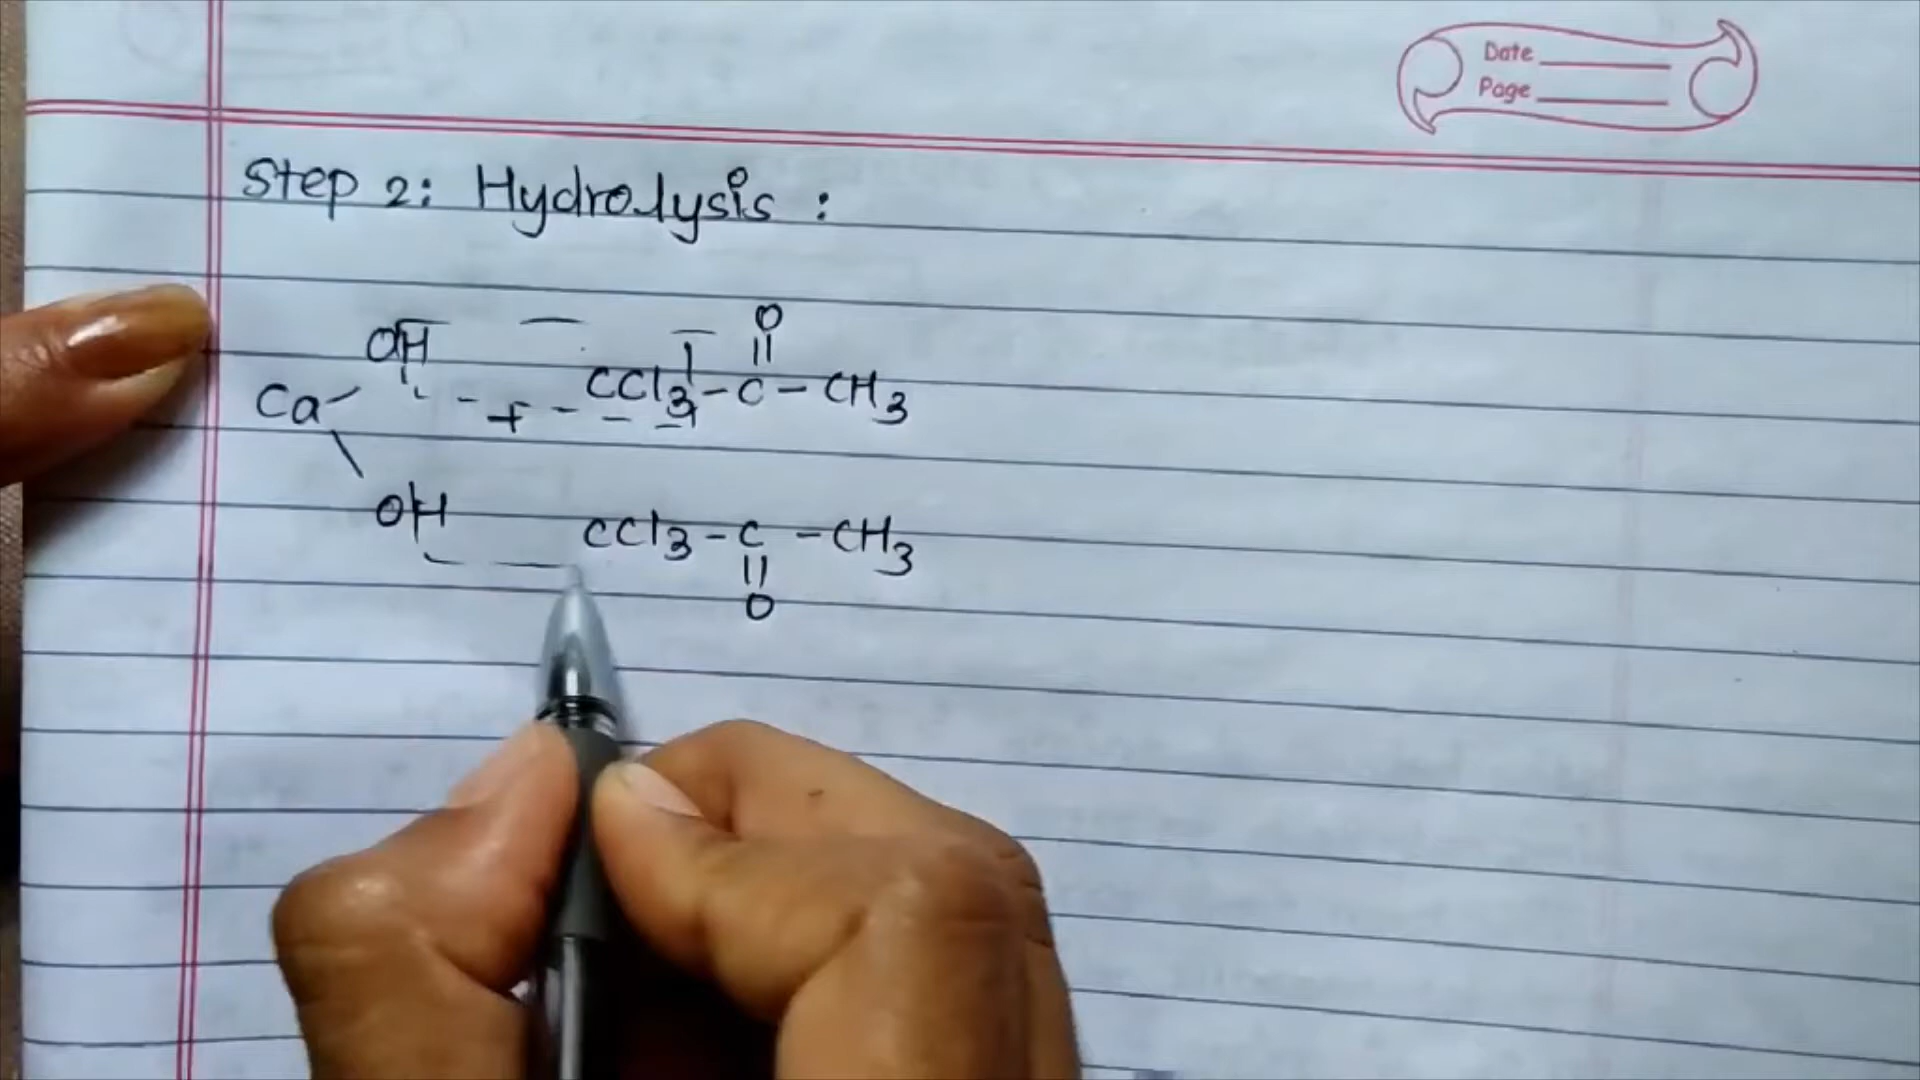 Date
Page
Step 2: Hydrolysis :
O
||
OH
Ca + CCl3-C-CH3
OH CCl3-C-CH3
||
O